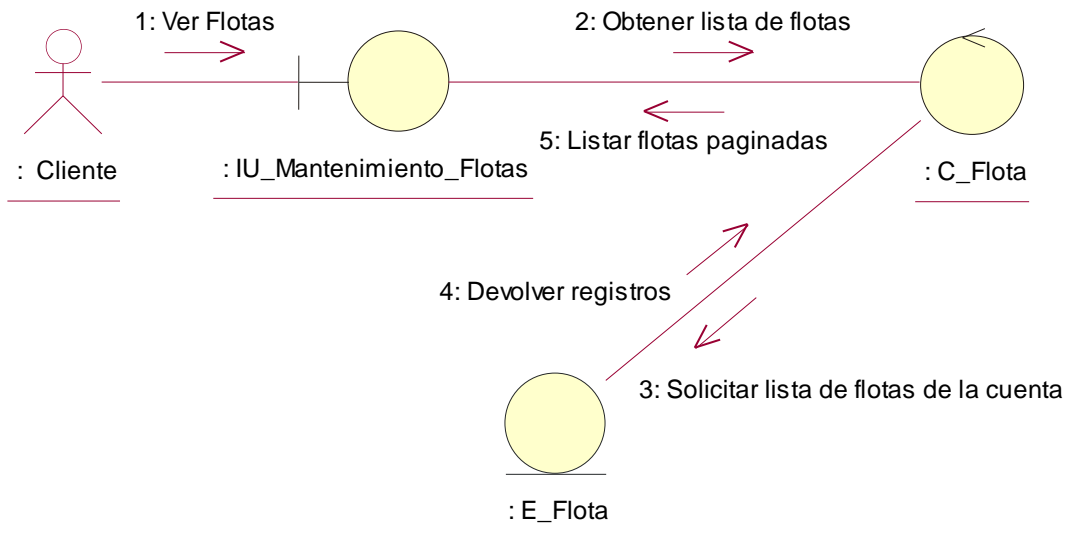 1: Ver Flotas
2: Obtener lista de flotas
5: Listar flotas paginadas
: Cliente
: IU_Mantenimiento_Flotas
: C_Flota
4: Devolver registros
3: Solicitar lista de flotas de la cuenta
: E_Flota